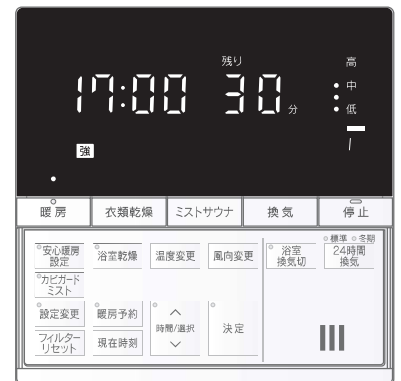 残り
高
17:00 30分
中
低
強
暖房 衣類乾燥 ミストサウナ 換気 停止
標準 冬期
安心暖房
設定
浴室乾燥 温度変更 風向変更
浴室
換気切
24時間
換気
カビガード
ミスト
設定変更 暖房予約
時間/選択
決定
フィルター
リセット
現在時刻